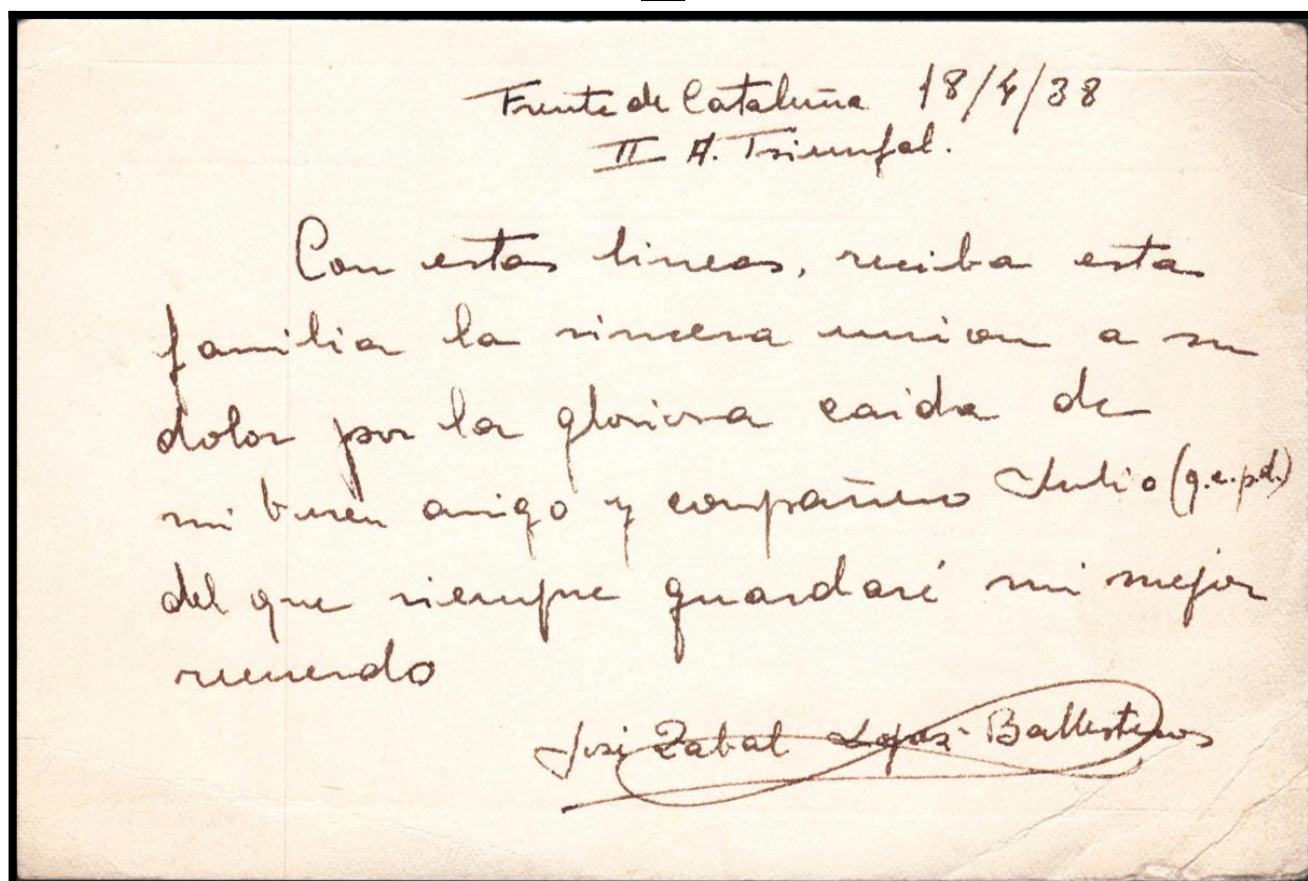 Frente de Cataluña 18/4/38
II A. Triunfal.
Con estas lineas, reciba esta
familia la sincera union a su
dolor por la gloriosa caida de
mi buen amigo y compañero Julio (q.e.p.d.)
del que siempre guardaré mi mejor
recuerdo
José Zabal Lopez-Ballesteros